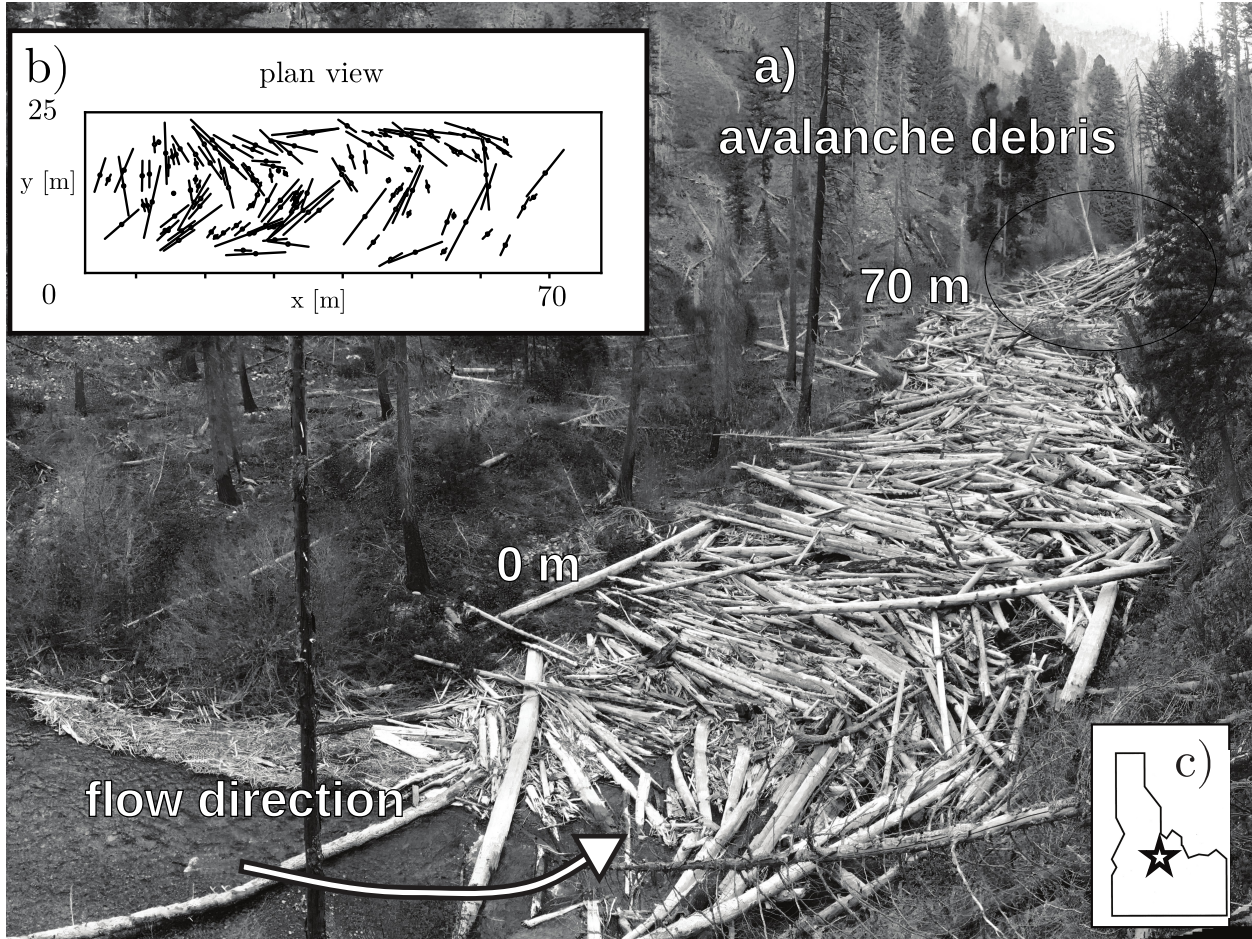 b)
plan view
25
y [m]
0
x [m]
70
a)
avalanche debris
70 m
0 m
flow direction
c)